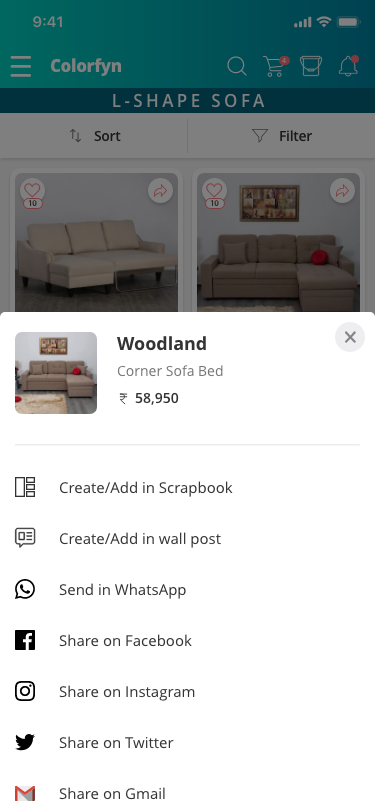 9:41
Colorfyn
4
L-SHAPE SOFA
Sort
Filter
10
10
Woodland
Corner Sofa Bed
₹ 58,950
Create/Add in Scrapbook
Create/Add in wall post
Send in WhatsApp
Share on Facebook
Share on Instagram
Share on Twitter
Share on Gmail